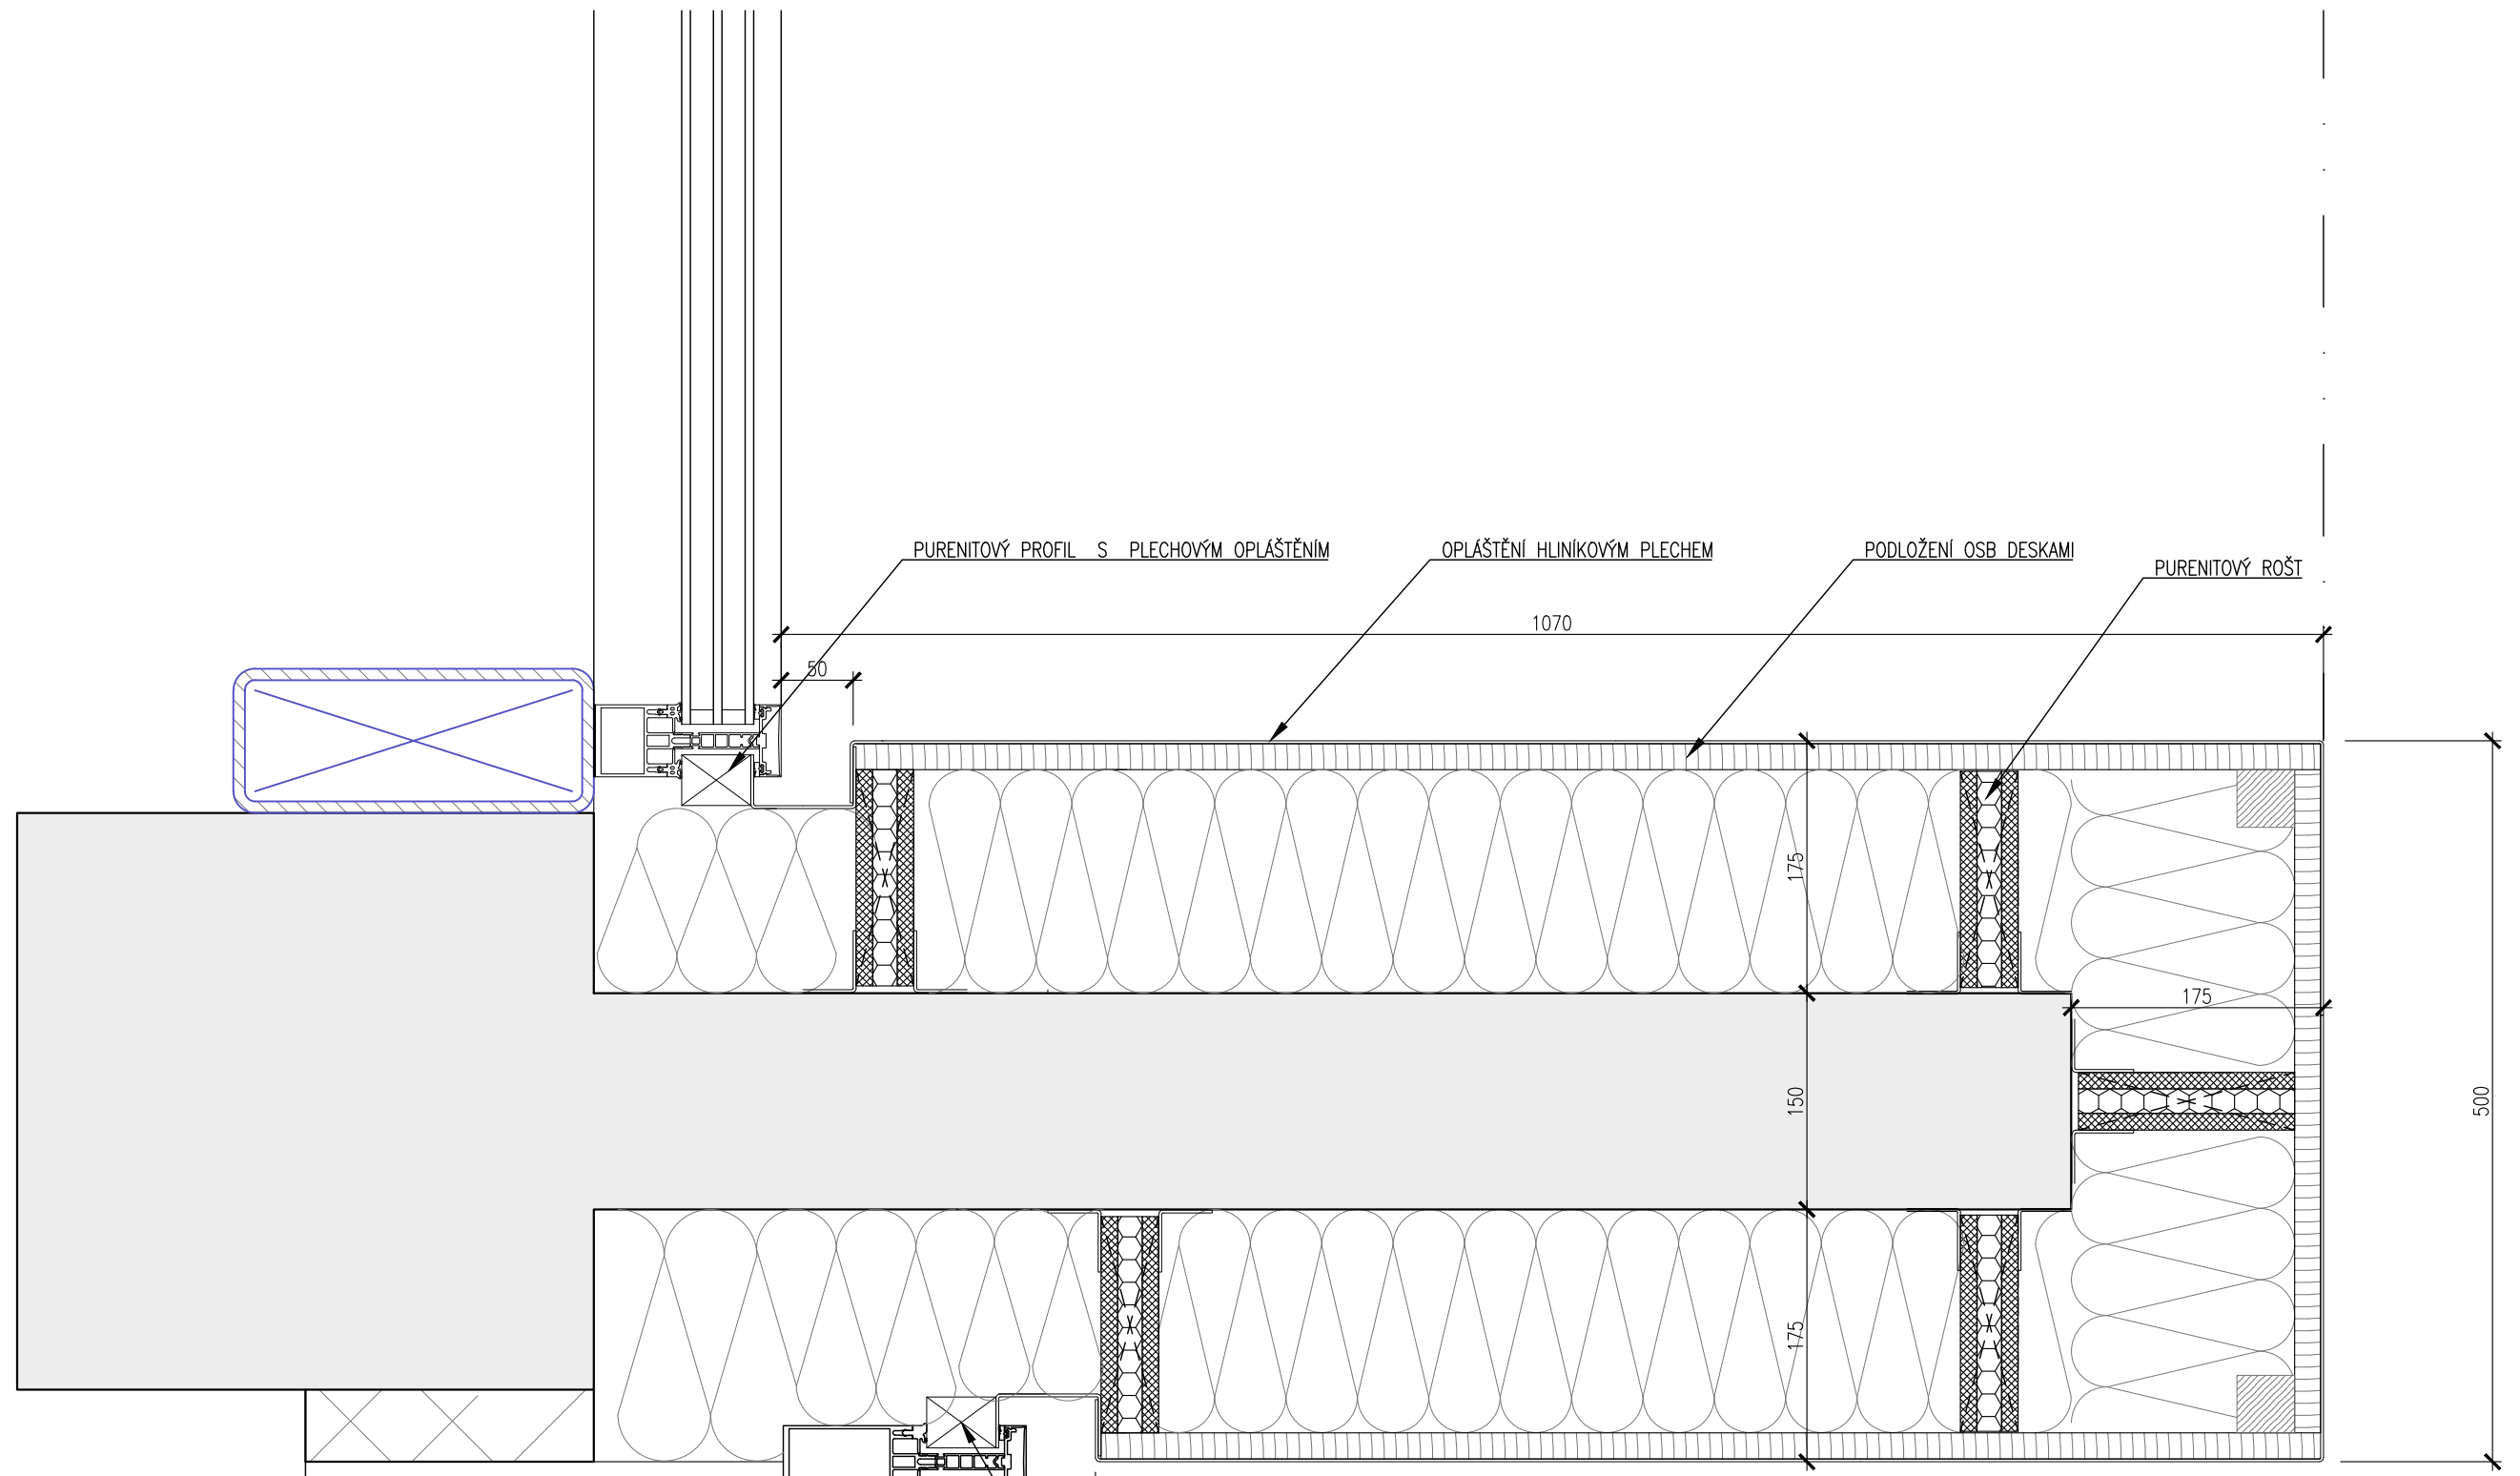 PURENITOVÝ PROFIL S PLECHOVÝM OPLÁŠTĚNÍM
OPLÁŠTĚNÍ HLINÍKOVÝM PLECHEM
PODLOŽENÍ OSB DESKAMI
PURENITOVÝ ROŠT
1070
50
175
175
150
500
175